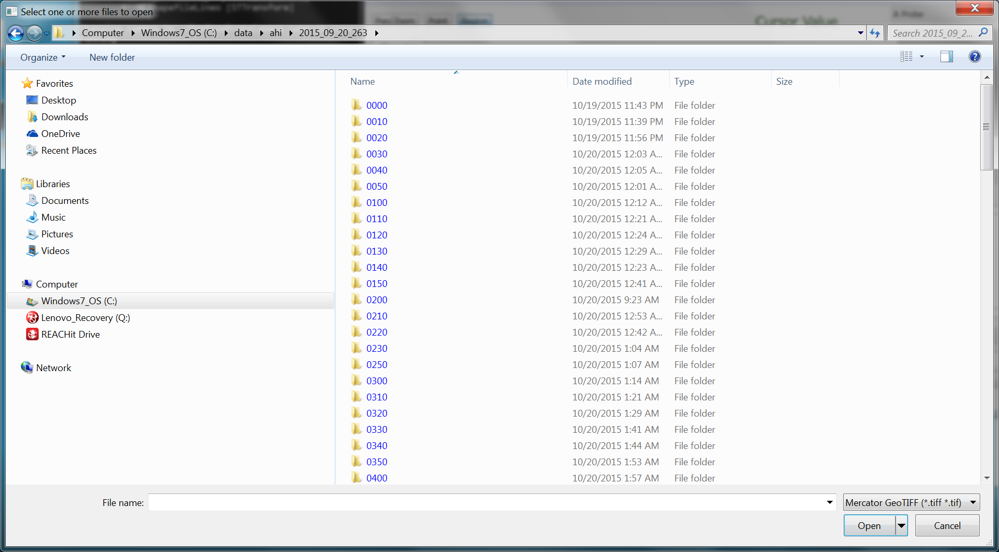 Select one or more files to open
Computer Windows7_OS (C:) data ahi 2015_09_20_263
Search 2015_09_2...
Organize New folder
Favorites
Desktop
Downloads
OneDrive
Recent Places
Libraries
Documents
Music
Pictures
Videos
Computer
Windows7_OS (C:)
Lenovo_Recovery (Q:)
REACHit Drive
Network
Name Date modified Type Size
0000 10/19/2015 11:43 PM File folder
0010 10/19/2015 11:39 PM File folder
0020 10/19/2015 11:56 PM File folder
0030 10/20/2015 12:03 A... File folder
0040 10/20/2015 12:05 A... File folder
0050 10/20/2015 12:01 A... File folder
0100 10/20/2015 12:12 A... File folder
0110 10/20/2015 12:21 A... File folder
0120 10/20/2015 12:24 A... File folder
0130 10/20/2015 12:29 A... File folder
0140 10/20/2015 12:23 A... File folder
0150 10/20/2015 12:41 A... File folder
0200 10/20/2015 9:23 AM File folder
0210 10/20/2015 12:53 A... File folder
0220 10/20/2015 12:42 A... File folder
0230 10/20/2015 1:04 AM File folder
0250 10/20/2015 1:07 AM File folder
0300 10/20/2015 1:14 AM File folder
0310 10/20/2015 1:21 AM File folder
0320 10/20/2015 1:29 AM File folder
0330 10/20/2015 1:41 AM File folder
0340 10/20/2015 1:44 AM File folder
0350 10/20/2015 1:53 AM File folder
0400 10/20/2015 1:57 AM File folder
File name:
Mercator GeoTIFF (*.tiff *.tif)
Open
Cancel